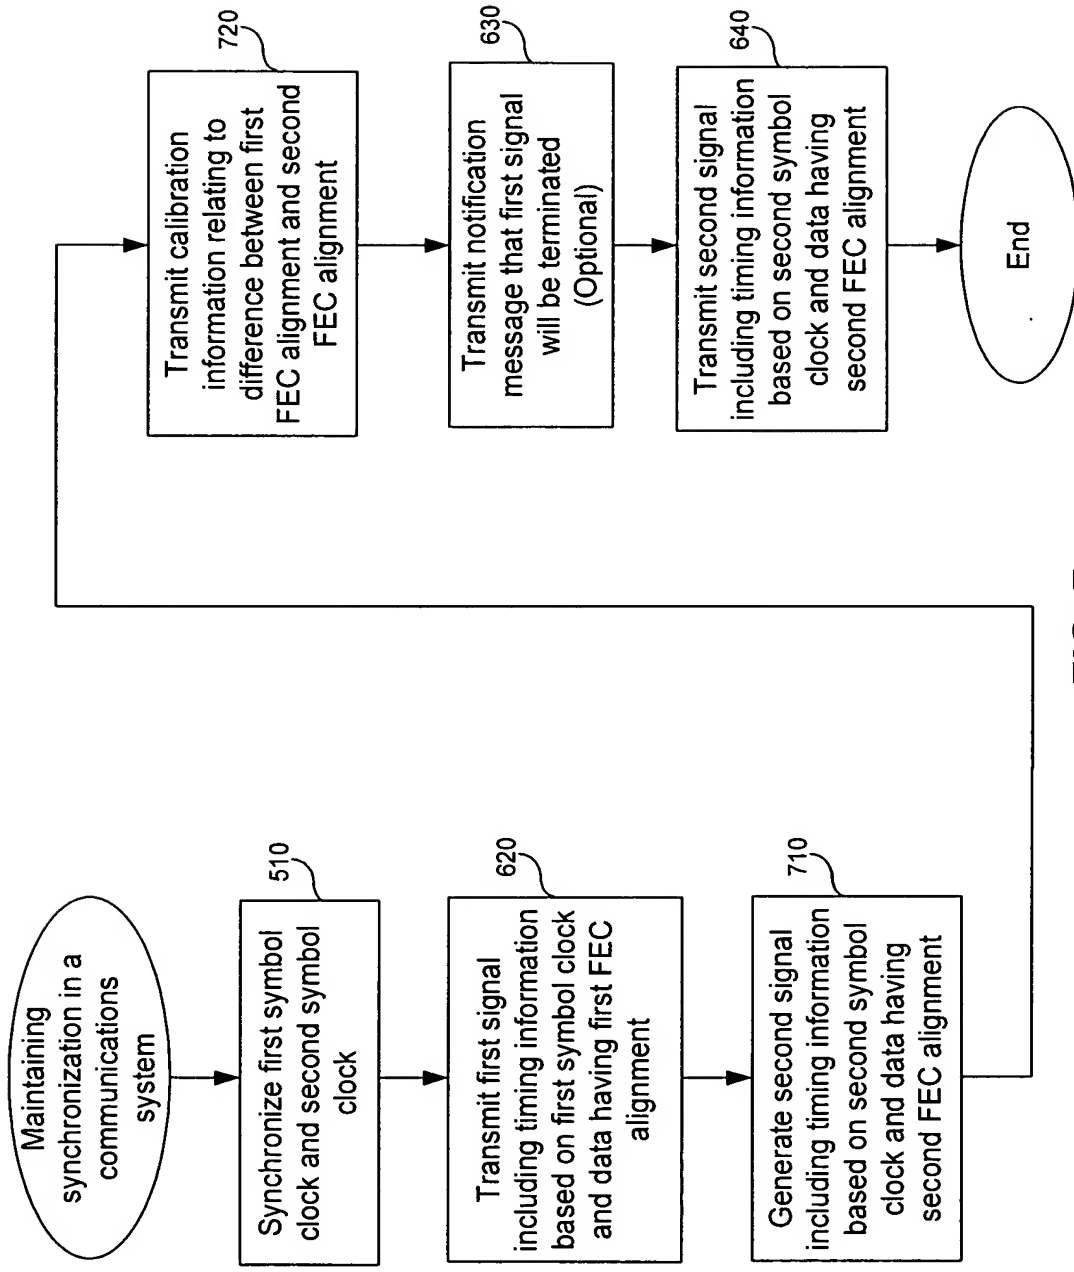 Maintaining
synchronization in a
communications
system
510
Synchronize first symbol
clock and second symbol
clock
620
Transmit first signal
including timing information
based on first symbol clock
and data having first FEC
alignment
710
Generate second signal
including timing information
based on second symbol
clock and data having
second FEC alignment
720
Transmit calibration
information relating to
difference between first
FEC alignment and second
FEC alignment
630
Transmit notification
message that first signal
will be terminated
(Optional)
640
Transmit second signal
including timing information
based on second symbol
clock and data having
second FEC alignment
End